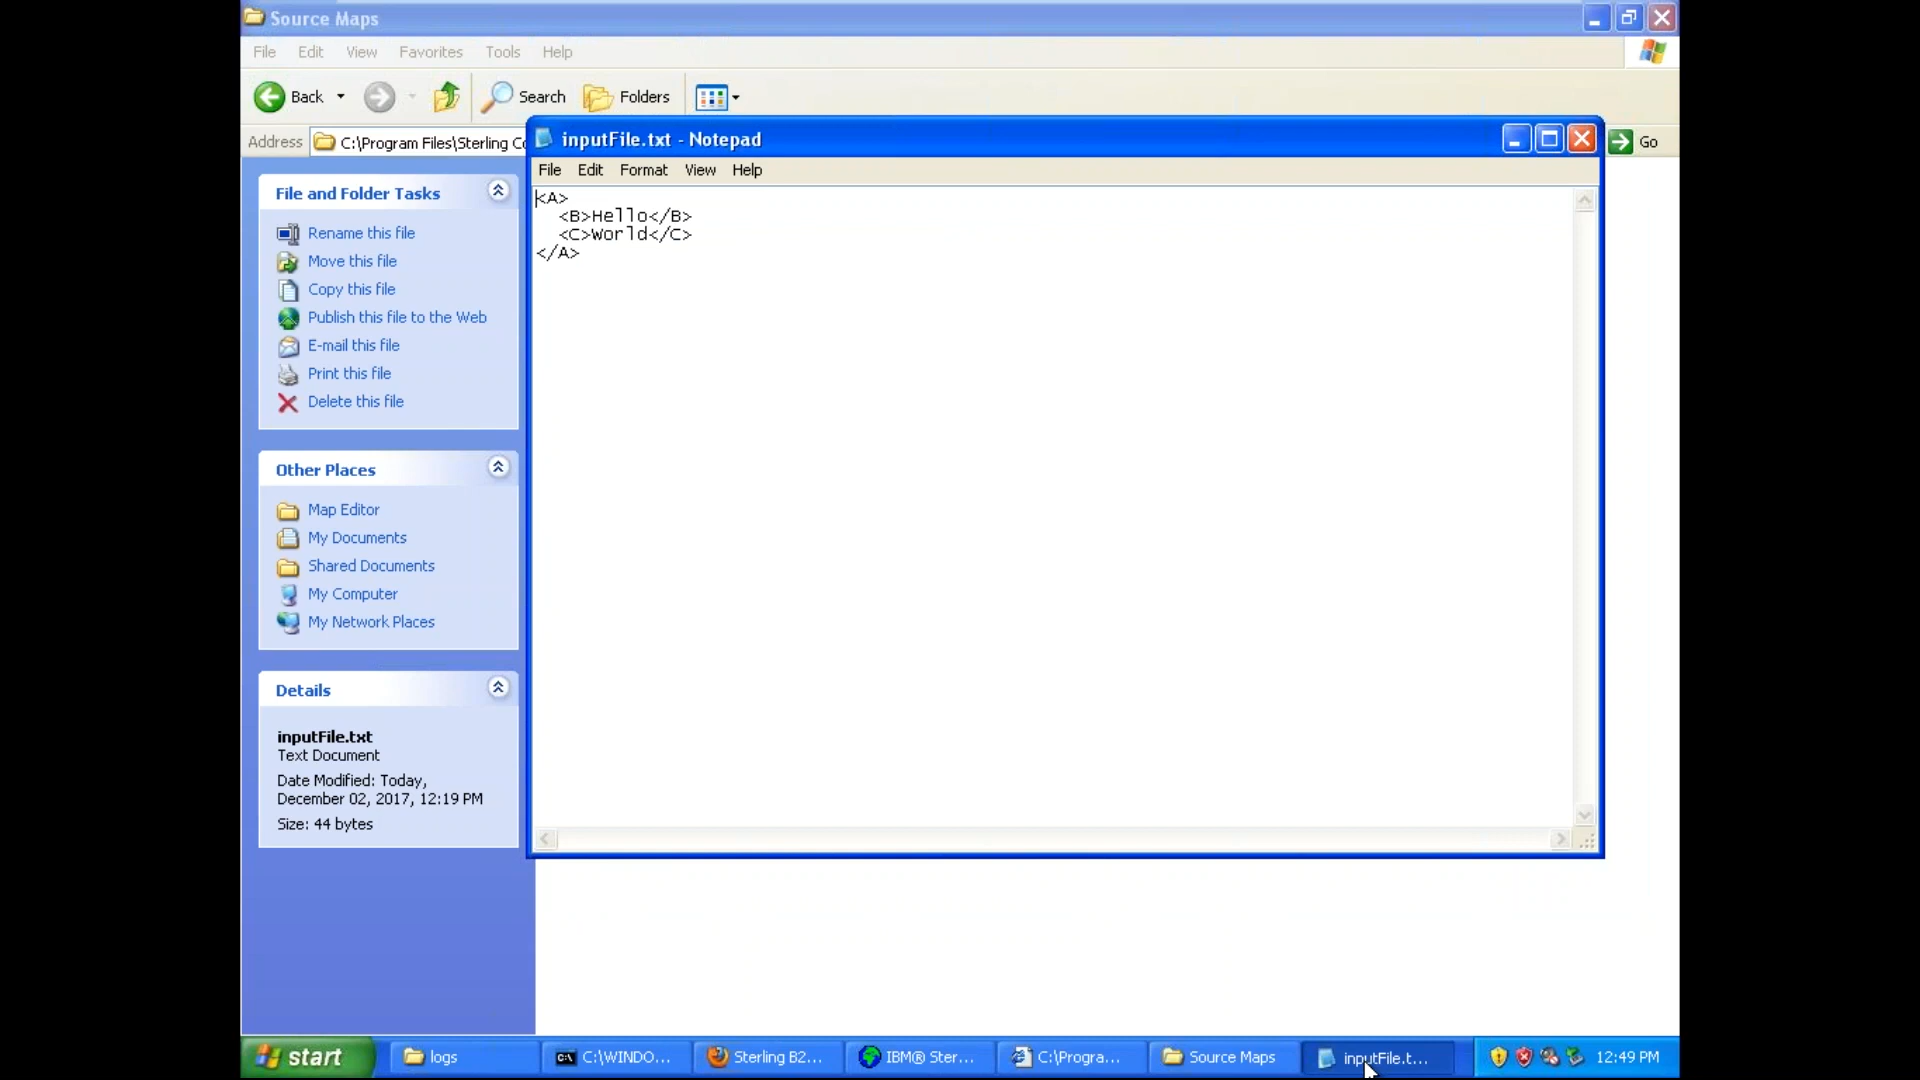 Source Maps
File Edit View Favorites Tools Help
Back Search Folders
Address C:\Program Files\Sterling Co Go
inputFile.txt - Notepad
File Edit Format View Help
<A>
<B>Hello</B>
<C>World</C>
</A>
File and Folder Tasks
Rename this file
Move this file
Copy this file
Publish this file to the Web
E-mail this file
Print this file
Delete this file
Other Places
Map Editor
My Documents
Shared Documents
My Computer
My Network Places
Details
inputFile.txt
Text Document
Date Modified: Today,
December 02, 2017, 12:19 PM
Size: 44 bytes
start logs C:\WINDO... Sterling B2... IBM® Ster... C:\Progra... Source Maps inputFile.t... 12:49 PM